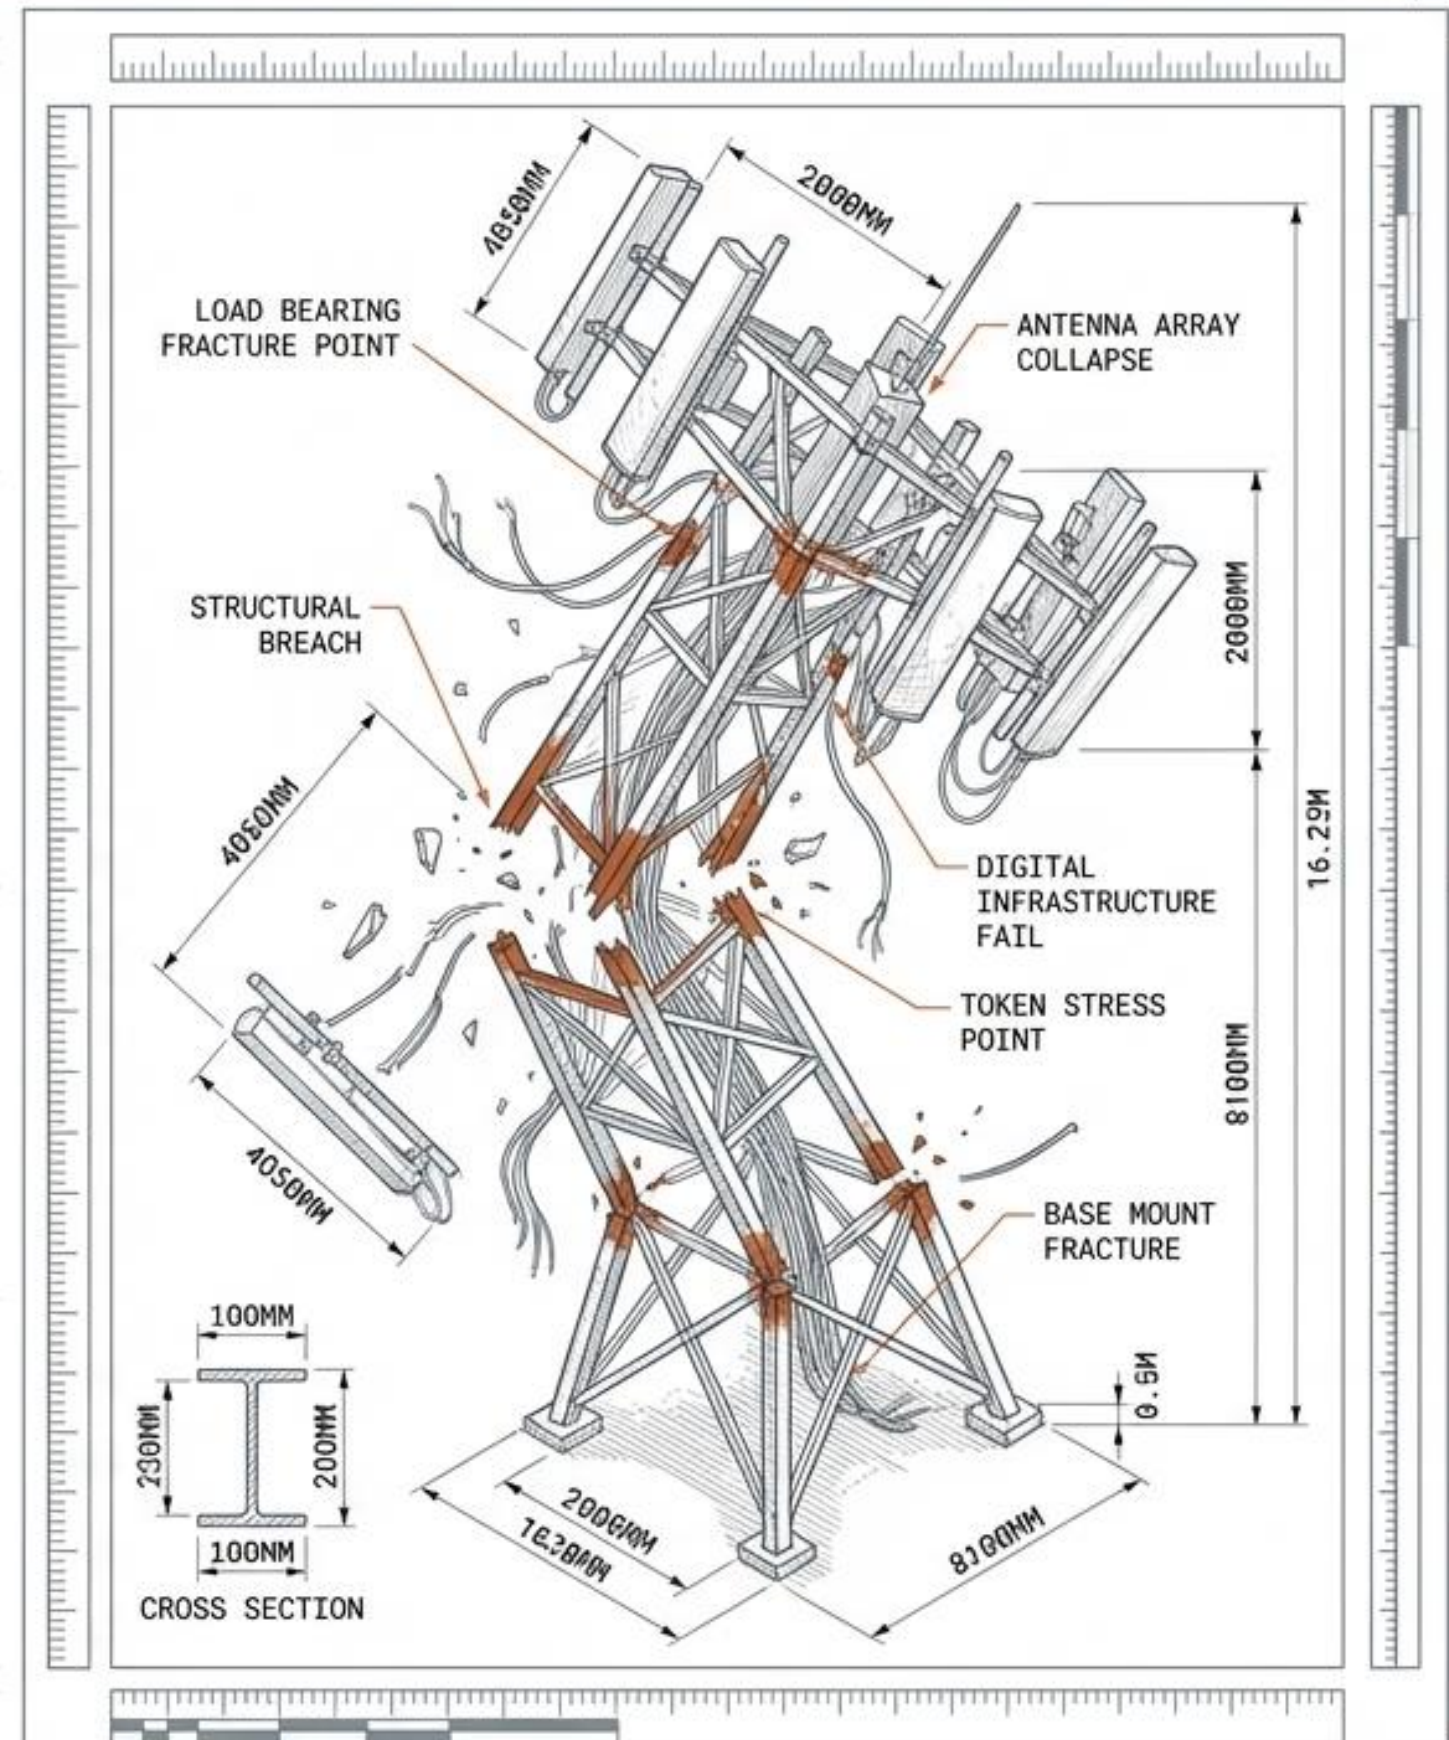 2000MM
LOAD BEARING
FRACTURE POINT
ANTENNA ARRAY
COLLAPSE
STRUCTURAL
BREACH
2000MM
16.29M
DIGITAL
INFRASTRUCTURE
FAIL
TOKEN STRESS
POINT
8100MM
BASE MOUNT
FRACTURE
100MM
200MM
100NM
CROSS SECTION